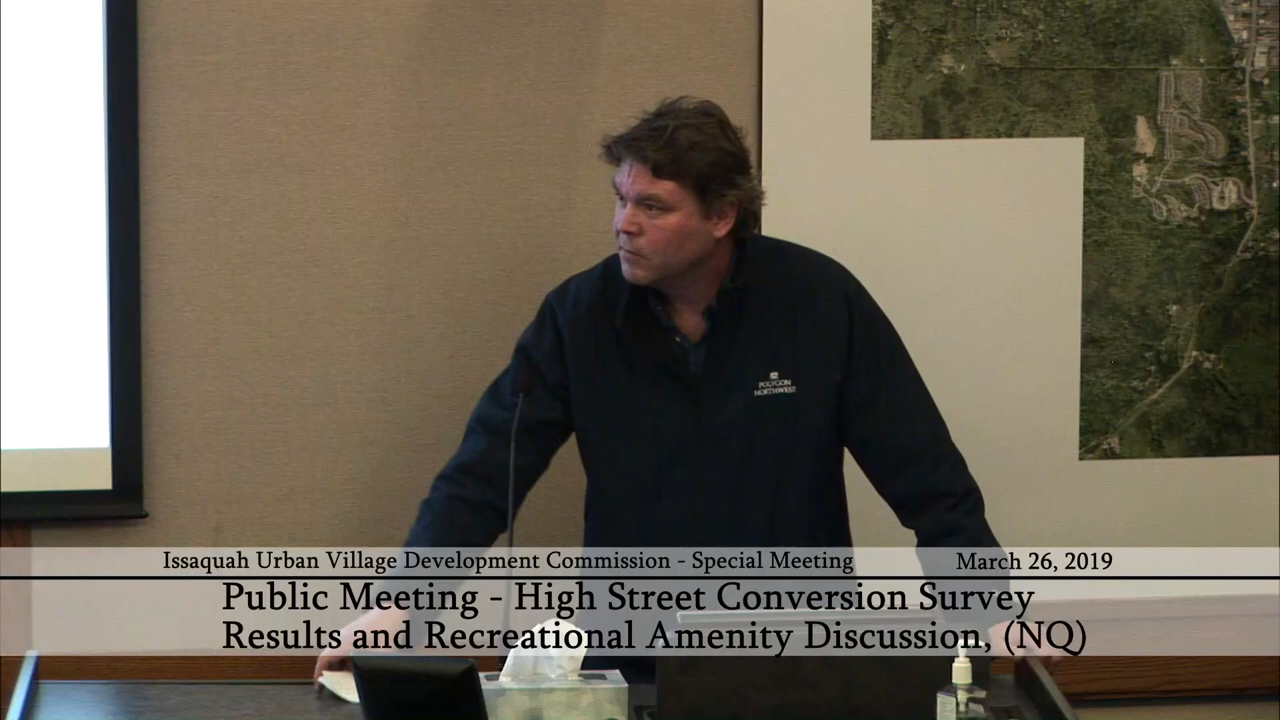 POLYGON
NORTHWEST
Issaquah Urban Village Development Commission - Special Meeting March 26, 2019
Public Meeting - High Street Conversion Survey
Results and Recreational Amenity Discussion, (NQ)